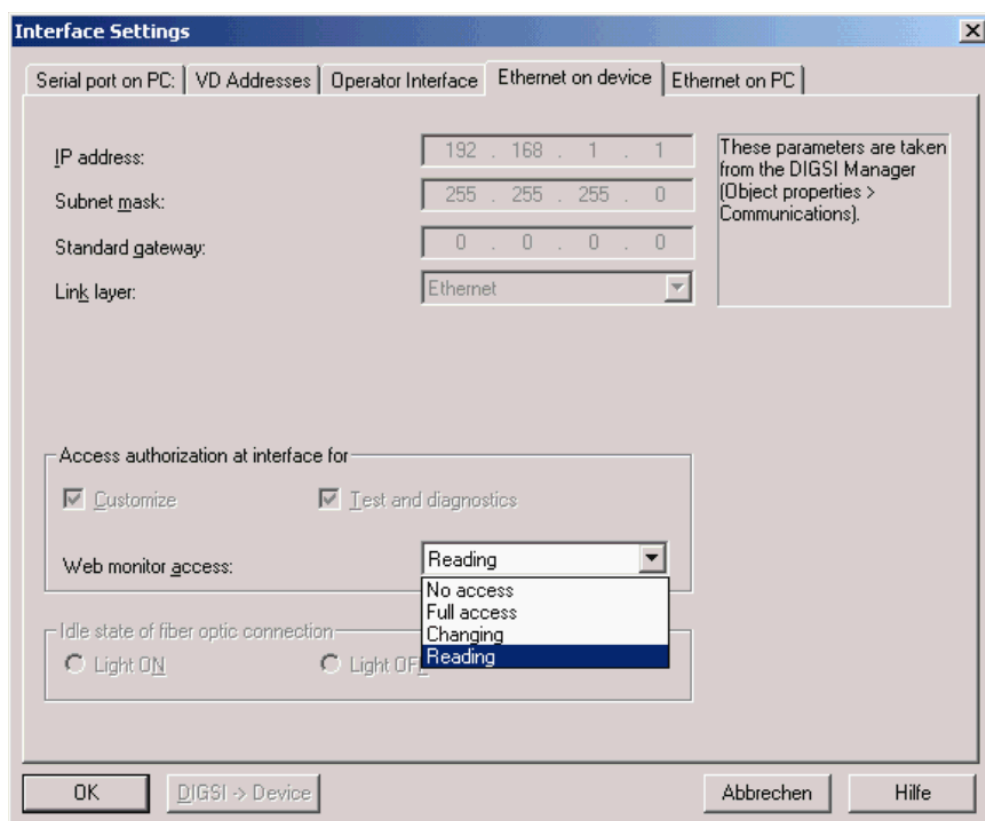 Interface Settings
Serial port on PC: VD Addresses Operator Interface Ethernet on device Ethernet on PC
IP address: 192 . 168 . 1 . 1
Subnet mask: 255 . 255 . 255 . 0
Standard gateway: 0 . 0 . 0 . 0
Link layer: Ethernet
These parameters are taken
from the DIGSI Manager
(Object properties >
Communications).
Access authorization at interface for
Customize Test and diagnostics
Web monitor access: Reading
No access
Full access
Changing
Reading
Idle state of fiber optic connection
Light ON Light OF
OK DIGSI -> Device Abbrechen Hilfe